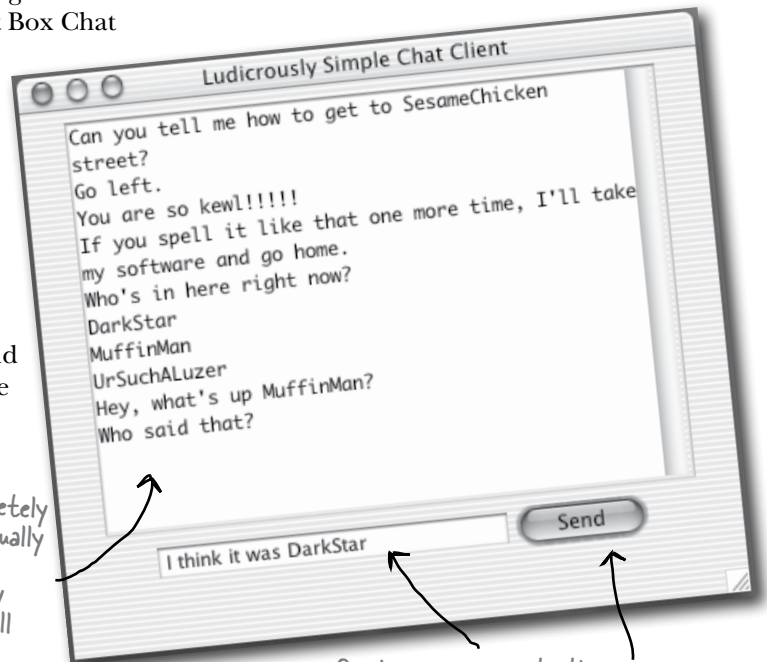 Box Chat
Ludicrously Simple Chat Client
Can you tell me how to get to SesameChicken
street?
Go left.
You are so kewl!!!!!
If you spell it like that one more time, I'll take
my software and go home.
Who's in here right now?
DarkStar
MuffinMan
UrSuchALuzer
Hey, what's up MuffinMan?
Who said that?
I think it was DarkStar
Send